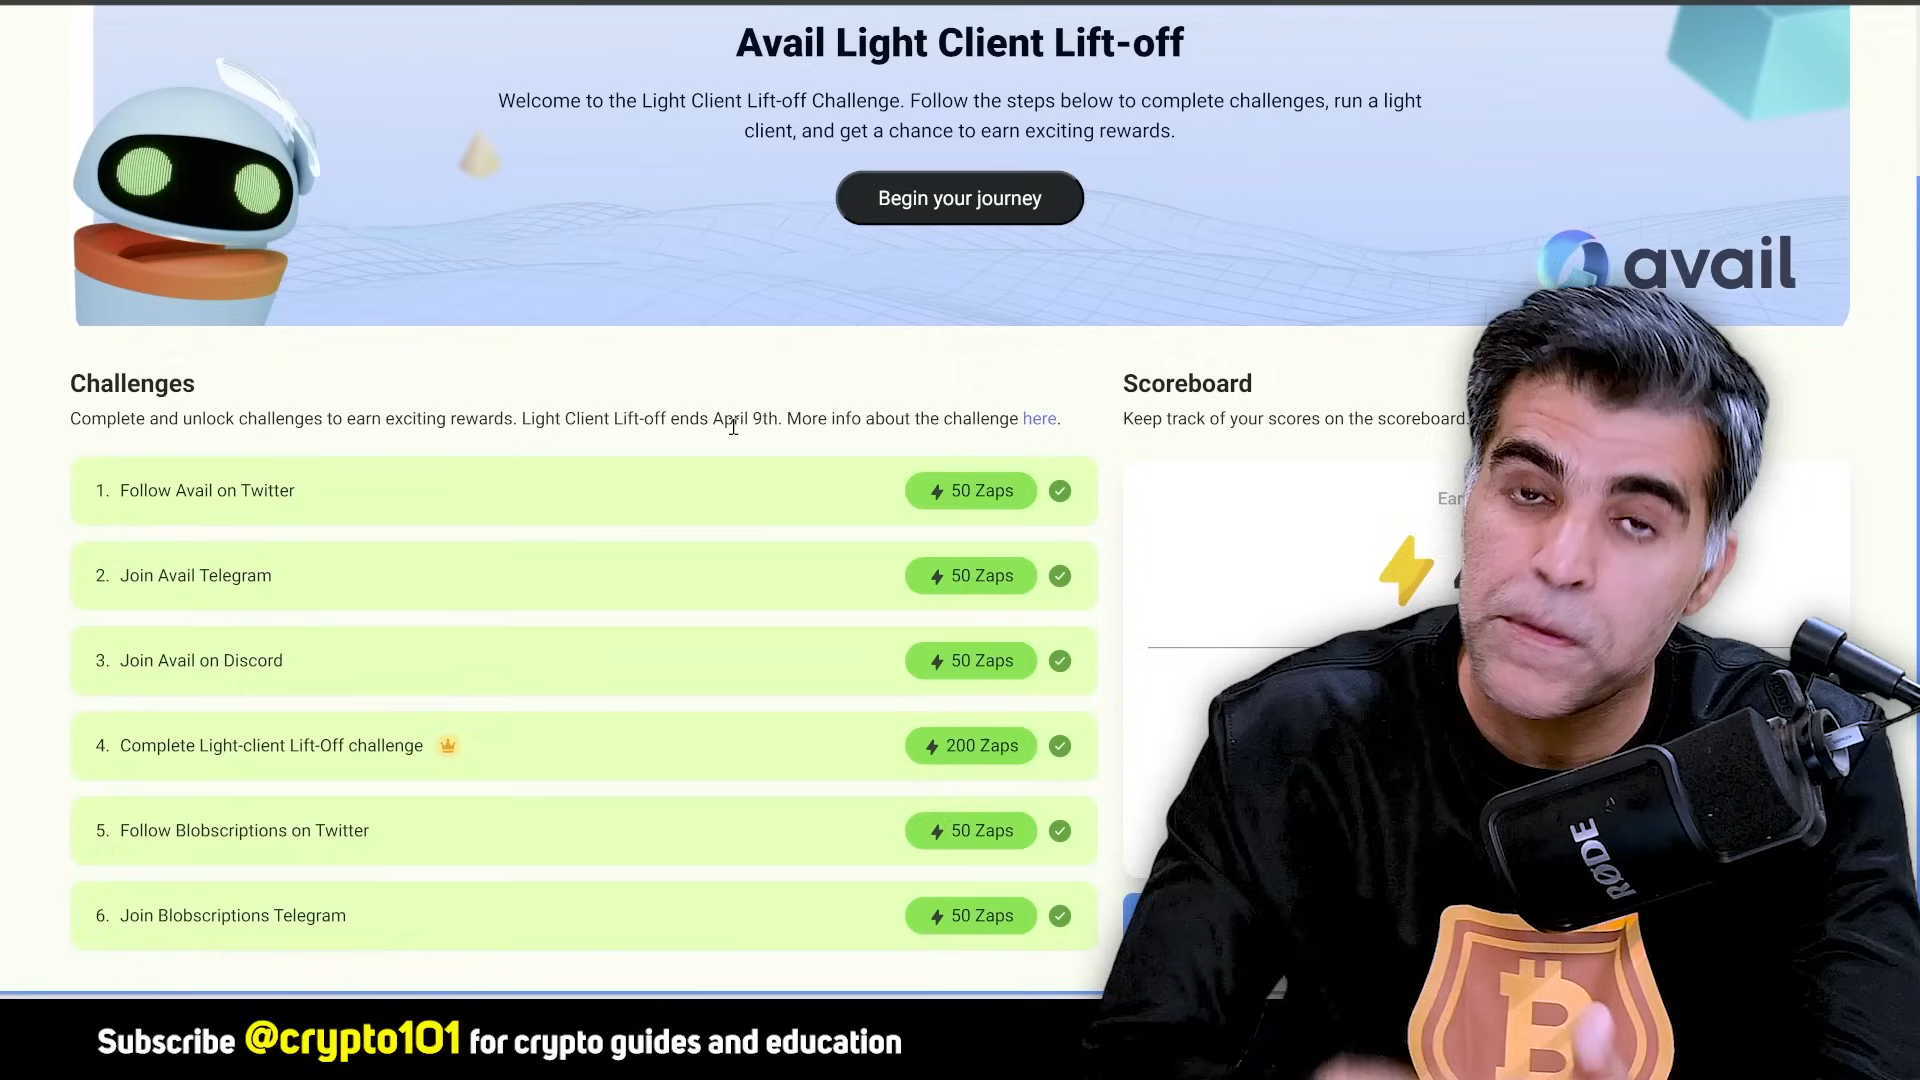 Avail Light Client Lift-off
Welcome to the Light Client Lift-off Challenge. Follow the steps below to complete challenges, run a light
client, and get a chance to earn exciting rewards.
Begin your journey
avail
Challenges
Complete and unlock challenges to earn exciting rewards. Light Client Lift-off ends April 9th. More info about the challenge here.
1. Follow Avail on Twitter
50 Zaps
2. Join Avail Telegram
50 Zaps
3. Join Avail on Discord
50 Zaps
4. Complete Light-client Lift-Off challenge
200 Zaps
5. Follow Blobscriptions on Twitter
50 Zaps
6. Join Blobscriptions Telegram
50 Zaps
Scoreboard
Keep track of your scores on the scoreboard.
RØDE
Subscribe @crypto101 for crypto guides and education